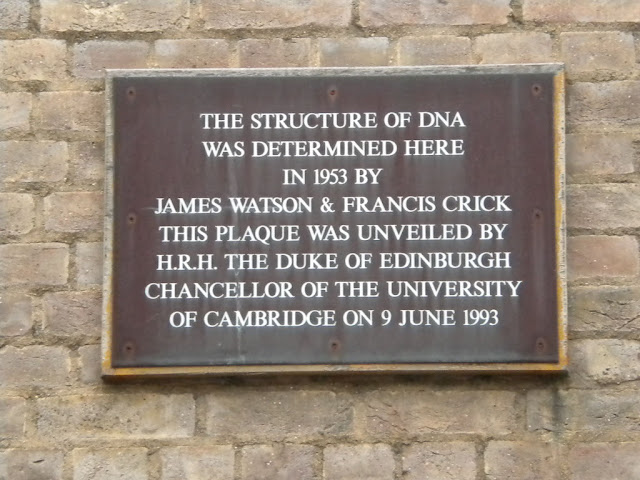 THE STRUCTURE OF DNA
WAS DETERMINED HERE
IN 1953 BY
JAMES WATSON & FRANCIS CRICK
THIS PLAQUE WAS UNVEILED BY
H.R.H. THE DUKE OF EDINBURGH
CHANCELLOR OF THE UNIVERSITY
OF CAMBRIDGE ON 9 JUNE 1993